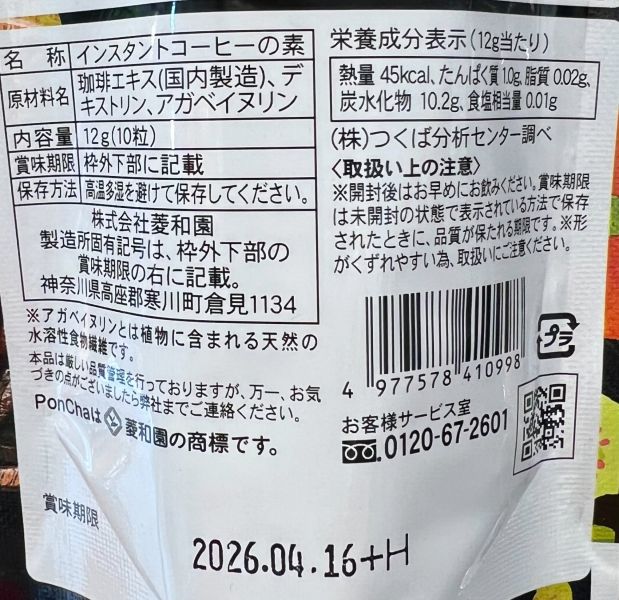 名 称 インスタントコーヒーの素
原材料名 珈琲エキス(国内製造)、デ
キストリン、アガベイヌリン
内容量 12g(10粒)
賞味期限 枠外下部に記載
保存方法 高温多湿を避けて保存してください。
株式会社菱和園
製造所固有記号は、枠外下部の
賞味期限の右に記載。
神奈川県高座郡寒川町倉見1134
※アガベイヌリンとは植物に含まれる天然の
水溶性食物繊維です。
本品は厳しい品質管理を行っておりますが、万一、お気
づきの点がございましたら弊社までご連絡ください。
PonChaは 菱和園の商標です。
栄養成分表示(12g当たり)
熱量 45kcal、たんぱく質 1.0g、脂質 0.02g、
炭水化物 10.2g、食塩相当量 0.01g
(株)つくば分析センター調べ
〈取扱い上の注意〉
※開封後はお早めにお飲みください。賞味期限
は未開封の状態で表示されている方法で保存
されたときに、品質が保たれる期限です。※形
がくずれやすい為、取扱いにご注意ください。
4 977578 410998
プラ
お客様サービス室
0120-67-2601
賞味期限
2026.04.16+H